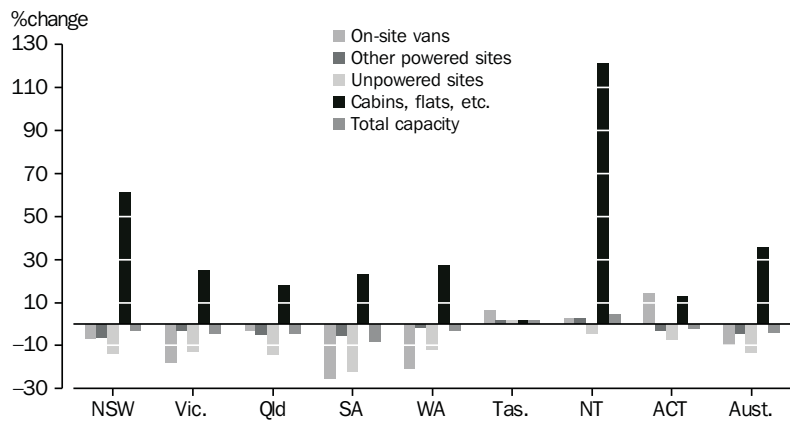 %change
130
110
90
70
50
30
10
–10
–30
On-site vans
Other powered sites
Unpowered sites
Cabins, flats, etc.
Total capacity
NSW Vic. Qld SA WA Tas. NT ACT Aust.